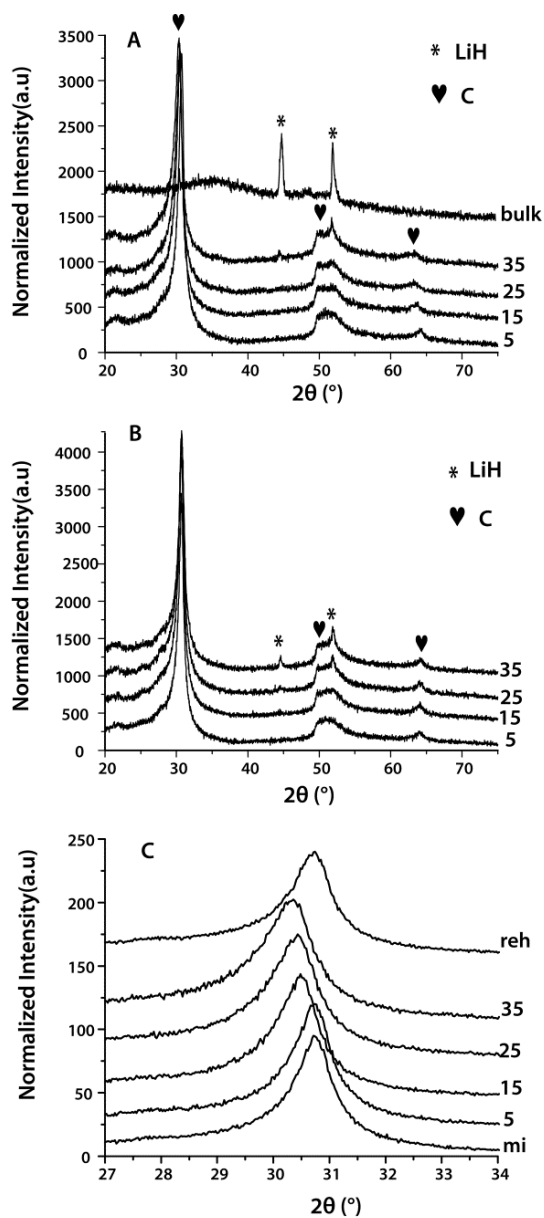 A
* LiH
♥ C
Normalized Intensity(a.u)
3500
3000
2500
2000
1500
1000
500
0
bulk
35
25
15
5
20 30 40 50 60 70
2θ (°)
B
* LiH
♥ C
Normalized Intensity(a.u)
4000
3500
3000
2500
2000
1500
1000
500
0
35
25
15
5
20 30 40 50 60 70
2θ (°)
C
Normalized Intensity(a.u)
250
200
150
100
50
0
reh
35
25
15
5
mi
27 28 29 30 31 32 33 34
2θ (°)